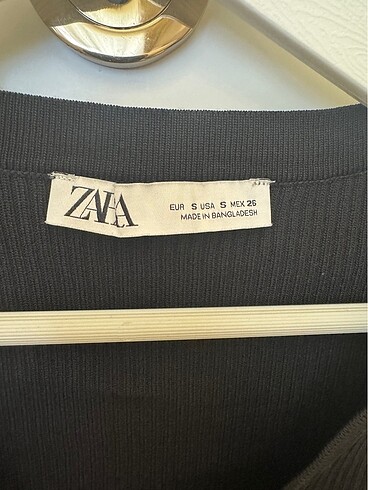 ZARA
EUR S USA S MEX 26
MADE IN BANGLADESH